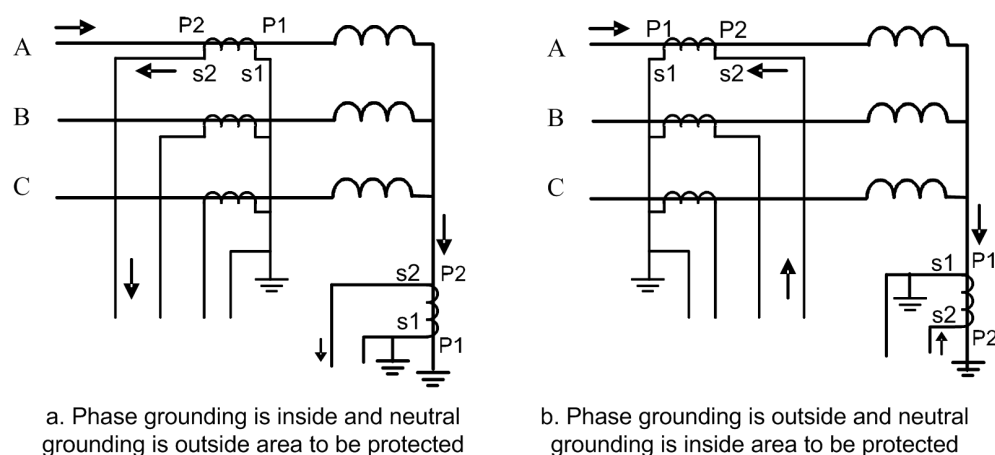 P2 P1
A
s2 s1
B
C
s2 P2
s1
P1
a. Phase grounding is inside and neutral
grounding is outside area to be protected
P1 P2
A
s1 s2
B
C
s1 P1
s2
P2
b. Phase grounding is outside and neutral
grounding is inside area to be protected